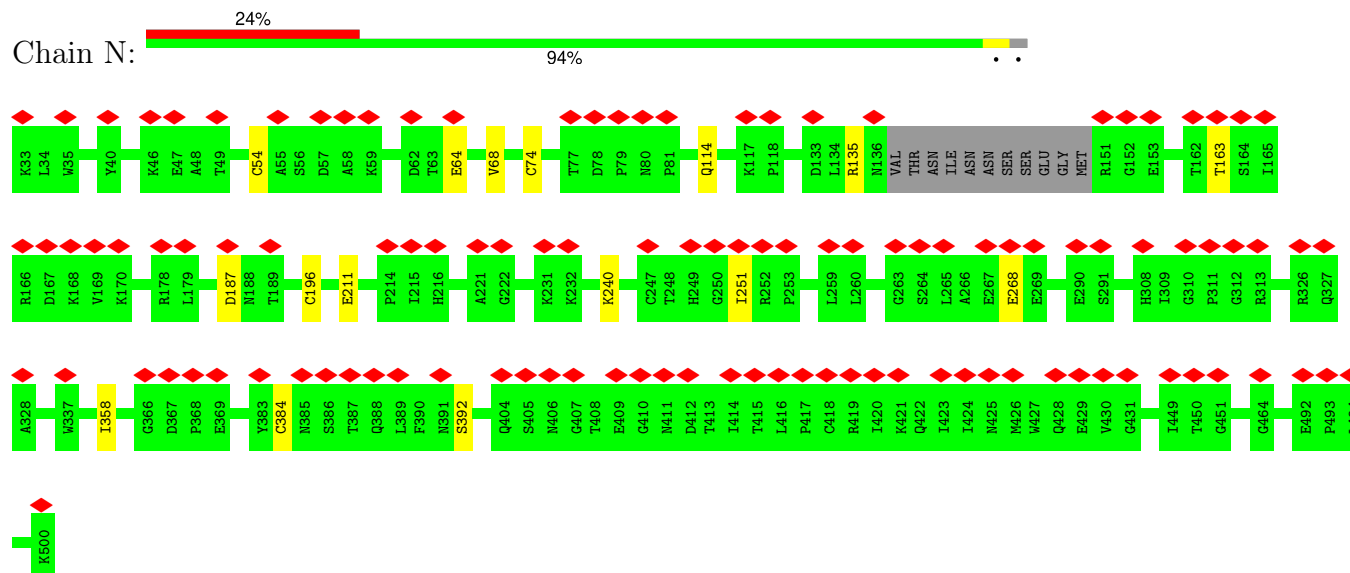 24%
Chain N:
94%
. .
K33 L34 W35 Y40 K46 E47 A48 T49 C54 A55 S56 D57 A58 K59 D62 T63 E64 V68 C74 T77 D78 P79 N80 P81 Q114 K117 P118 D133 L134 R135 N136 VAL THR ASN ILE ASN ASN SER SER GLU GLY MET R151 G152 E153 T162 T163 S164 I165
R166 D167 K168 V169 K170 R178 L179 D187 N188 T189 C196 E211 P214 I215 H216 A221 G222 K231 K232 K240 C247 T248 H249 G250 I251 R252 P253 L259 L260 G263 S264 L265 A266 E267 E268 E269 E290 S291 H308 I309 G310 P311 G312 R313 R326 Q327
A328 W337 I358 G366 D367 P368 E369 Y383 C384 N385 S386 T387 Q388 L389 F390 N391 S392 Q404 S405 N406 G407 T408 E409 G410 N411 D412 T413 I414 T415 L416 P417 C418 R419 I420 K421 Q422 I423 I424 N425 M426 W427 Q428 E429 V430 G431 I449 T450 G451 G464 E492 P493
K500